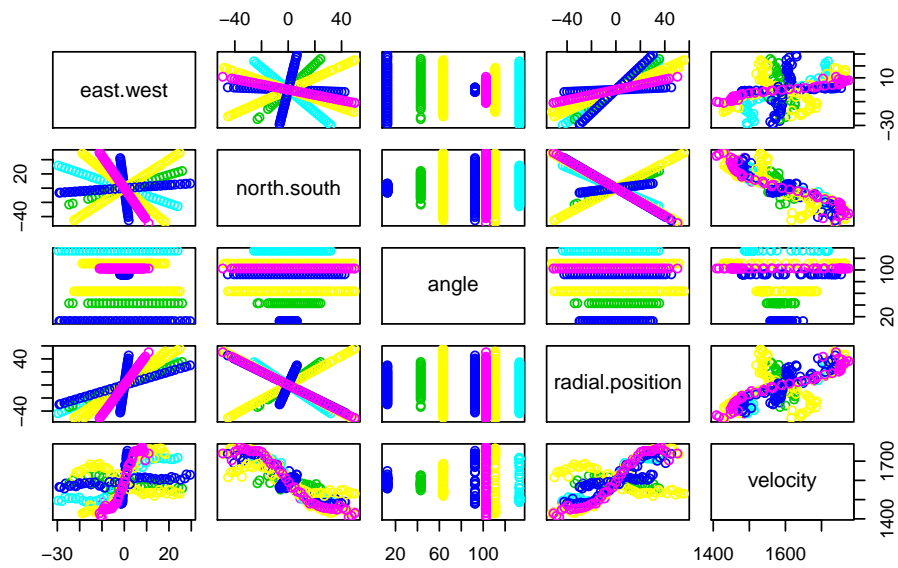 −40 0 40 −40 0 40
east.west
−30 10
−40 20
north.south
angle
20 100
−40 40
radial.position
velocity
1400 1700
−30 0 20 20 60 100 1400 1600